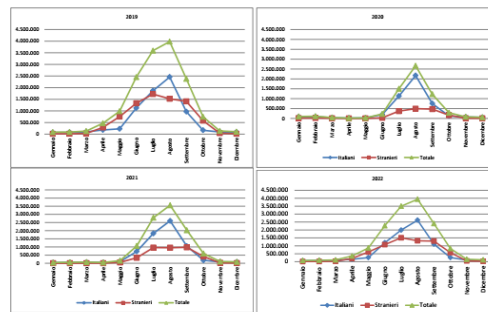 2019
4.500.000
4.000.000
3.500.000
3.000.000
2.500.000
2.000.000
1.500.000
1.000.000
500.000
0
Gennaio
Febbraio
Marzo
Aprile
Maggio
Giugno
Luglio
Agosto
Settembre
Ottobre
Novembre
Dicembre
Italiani Stranieri Totale
2020
4.500.000
4.000.000
3.500.000
3.000.000
2.500.000
2.000.000
1.500.000
1.000.000
500.000
0
Gennaio
Febbraio
Marzo
Aprile
Maggio
Giugno
Luglio
Agosto
Settembre
Ottobre
Novembre
Dicembre
Italiani Stranieri Totale
2021
4.500.000
4.000.000
3.500.000
3.000.000
2.500.000
2.000.000
1.500.000
1.000.000
500.000
0
Gennaio
Febbraio
Marzo
Aprile
Maggio
Giugno
Luglio
Agosto
Settembre
Ottobre
Novembre
Dicembre
Italiani Stranieri Totale
2022
4.500.000
4.000.000
3.500.000
3.000.000
2.500.000
2.000.000
1.500.000
1.000.000
500.000
0
Gennaio
Febbraio
Marzo
Aprile
Maggio
Giugno
Luglio
Agosto
Settembre
Ottobre
Novembre
Dicembre
Italiani Stranieri Totale